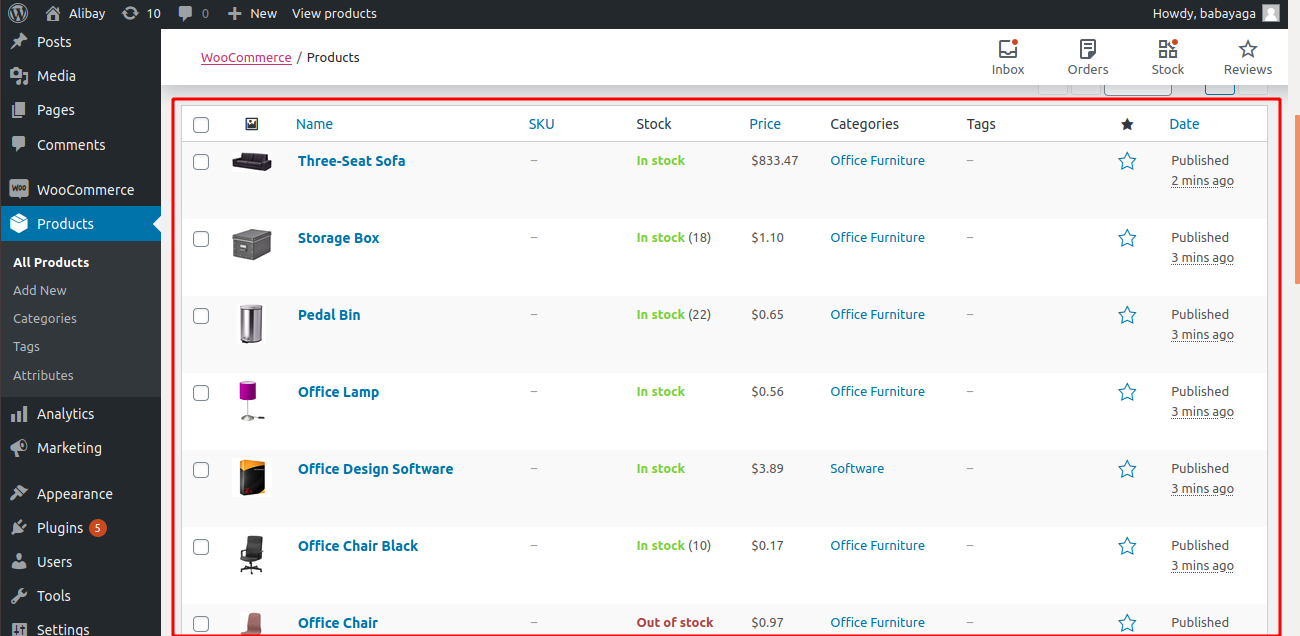 Alibay 10 0 New View products Howdy, babayaga
Posts
Media
Pages
Comments
WooCommerce
Products
All Products
Add New
Categories
Tags
Attributes
Analytics
Marketing
Appearance
Plugins 5
Users
Tools
Settings
WooCommerce / Products
Inbox Orders Stock Reviews
Name SKU Stock Price Categories Tags Date
Three-Seat Sofa – In stock $833.47 Office Furniture – Published
2 mins ago
Storage Box – In stock (18) $1.10 Office Furniture – Published
3 mins ago
Pedal Bin – In stock (22) $0.65 Office Furniture – Published
3 mins ago
Office Lamp – In stock $0.56 Office Furniture – Published
3 mins ago
Office Design Software – In stock $3.89 Software – Published
3 mins ago
Office Chair Black – In stock (10) $0.17 Office Furniture – Published
3 mins ago
Office Chair – Out of stock $0.97 Office Furniture – Published